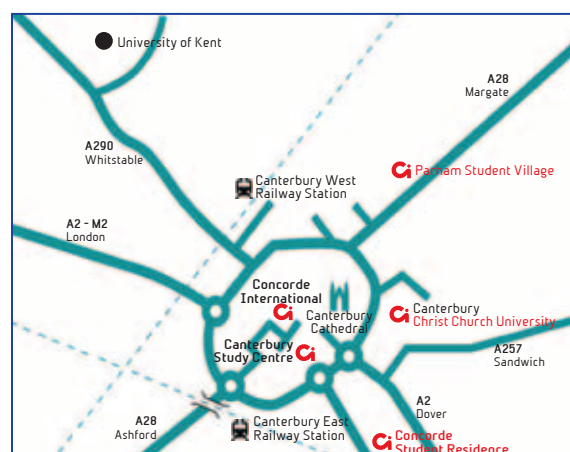 University of Kent
A28
Margate
A290
Whitstable
Parham Student Village
Canterbury West
Railway Station
A2 - M2
London
Concorde
International
Canterbury
Christ Church University
Canterbury
Cathedral
Canterbury
Study Centre
A257
Sandwich
A2
Dover
A28
Ashford
Canterbury East
Railway Station
Concorde
Student Residence